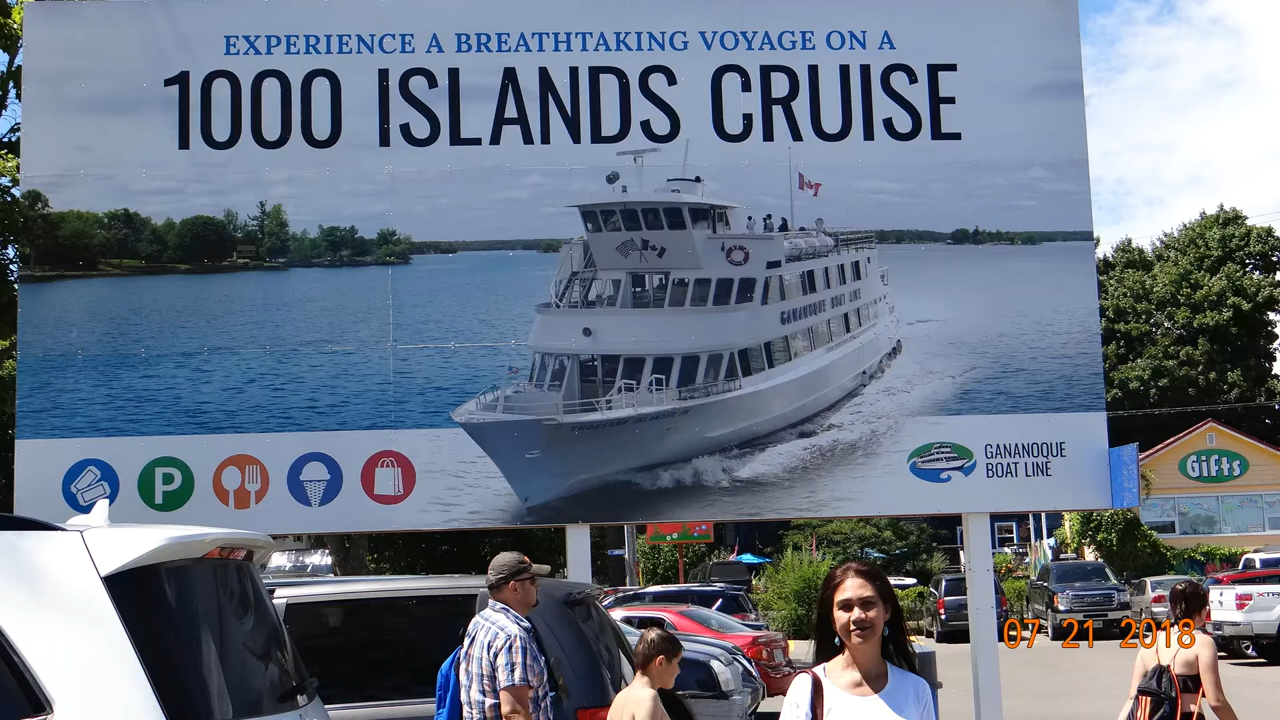 EXPERIENCE A BREATHTAKING VOYAGE ON A
1000 ISLANDS CRUISE
GANANOQUE BOAT LINE
P
GANANOQUE
BOAT LINE
Gifts
07 21 2018